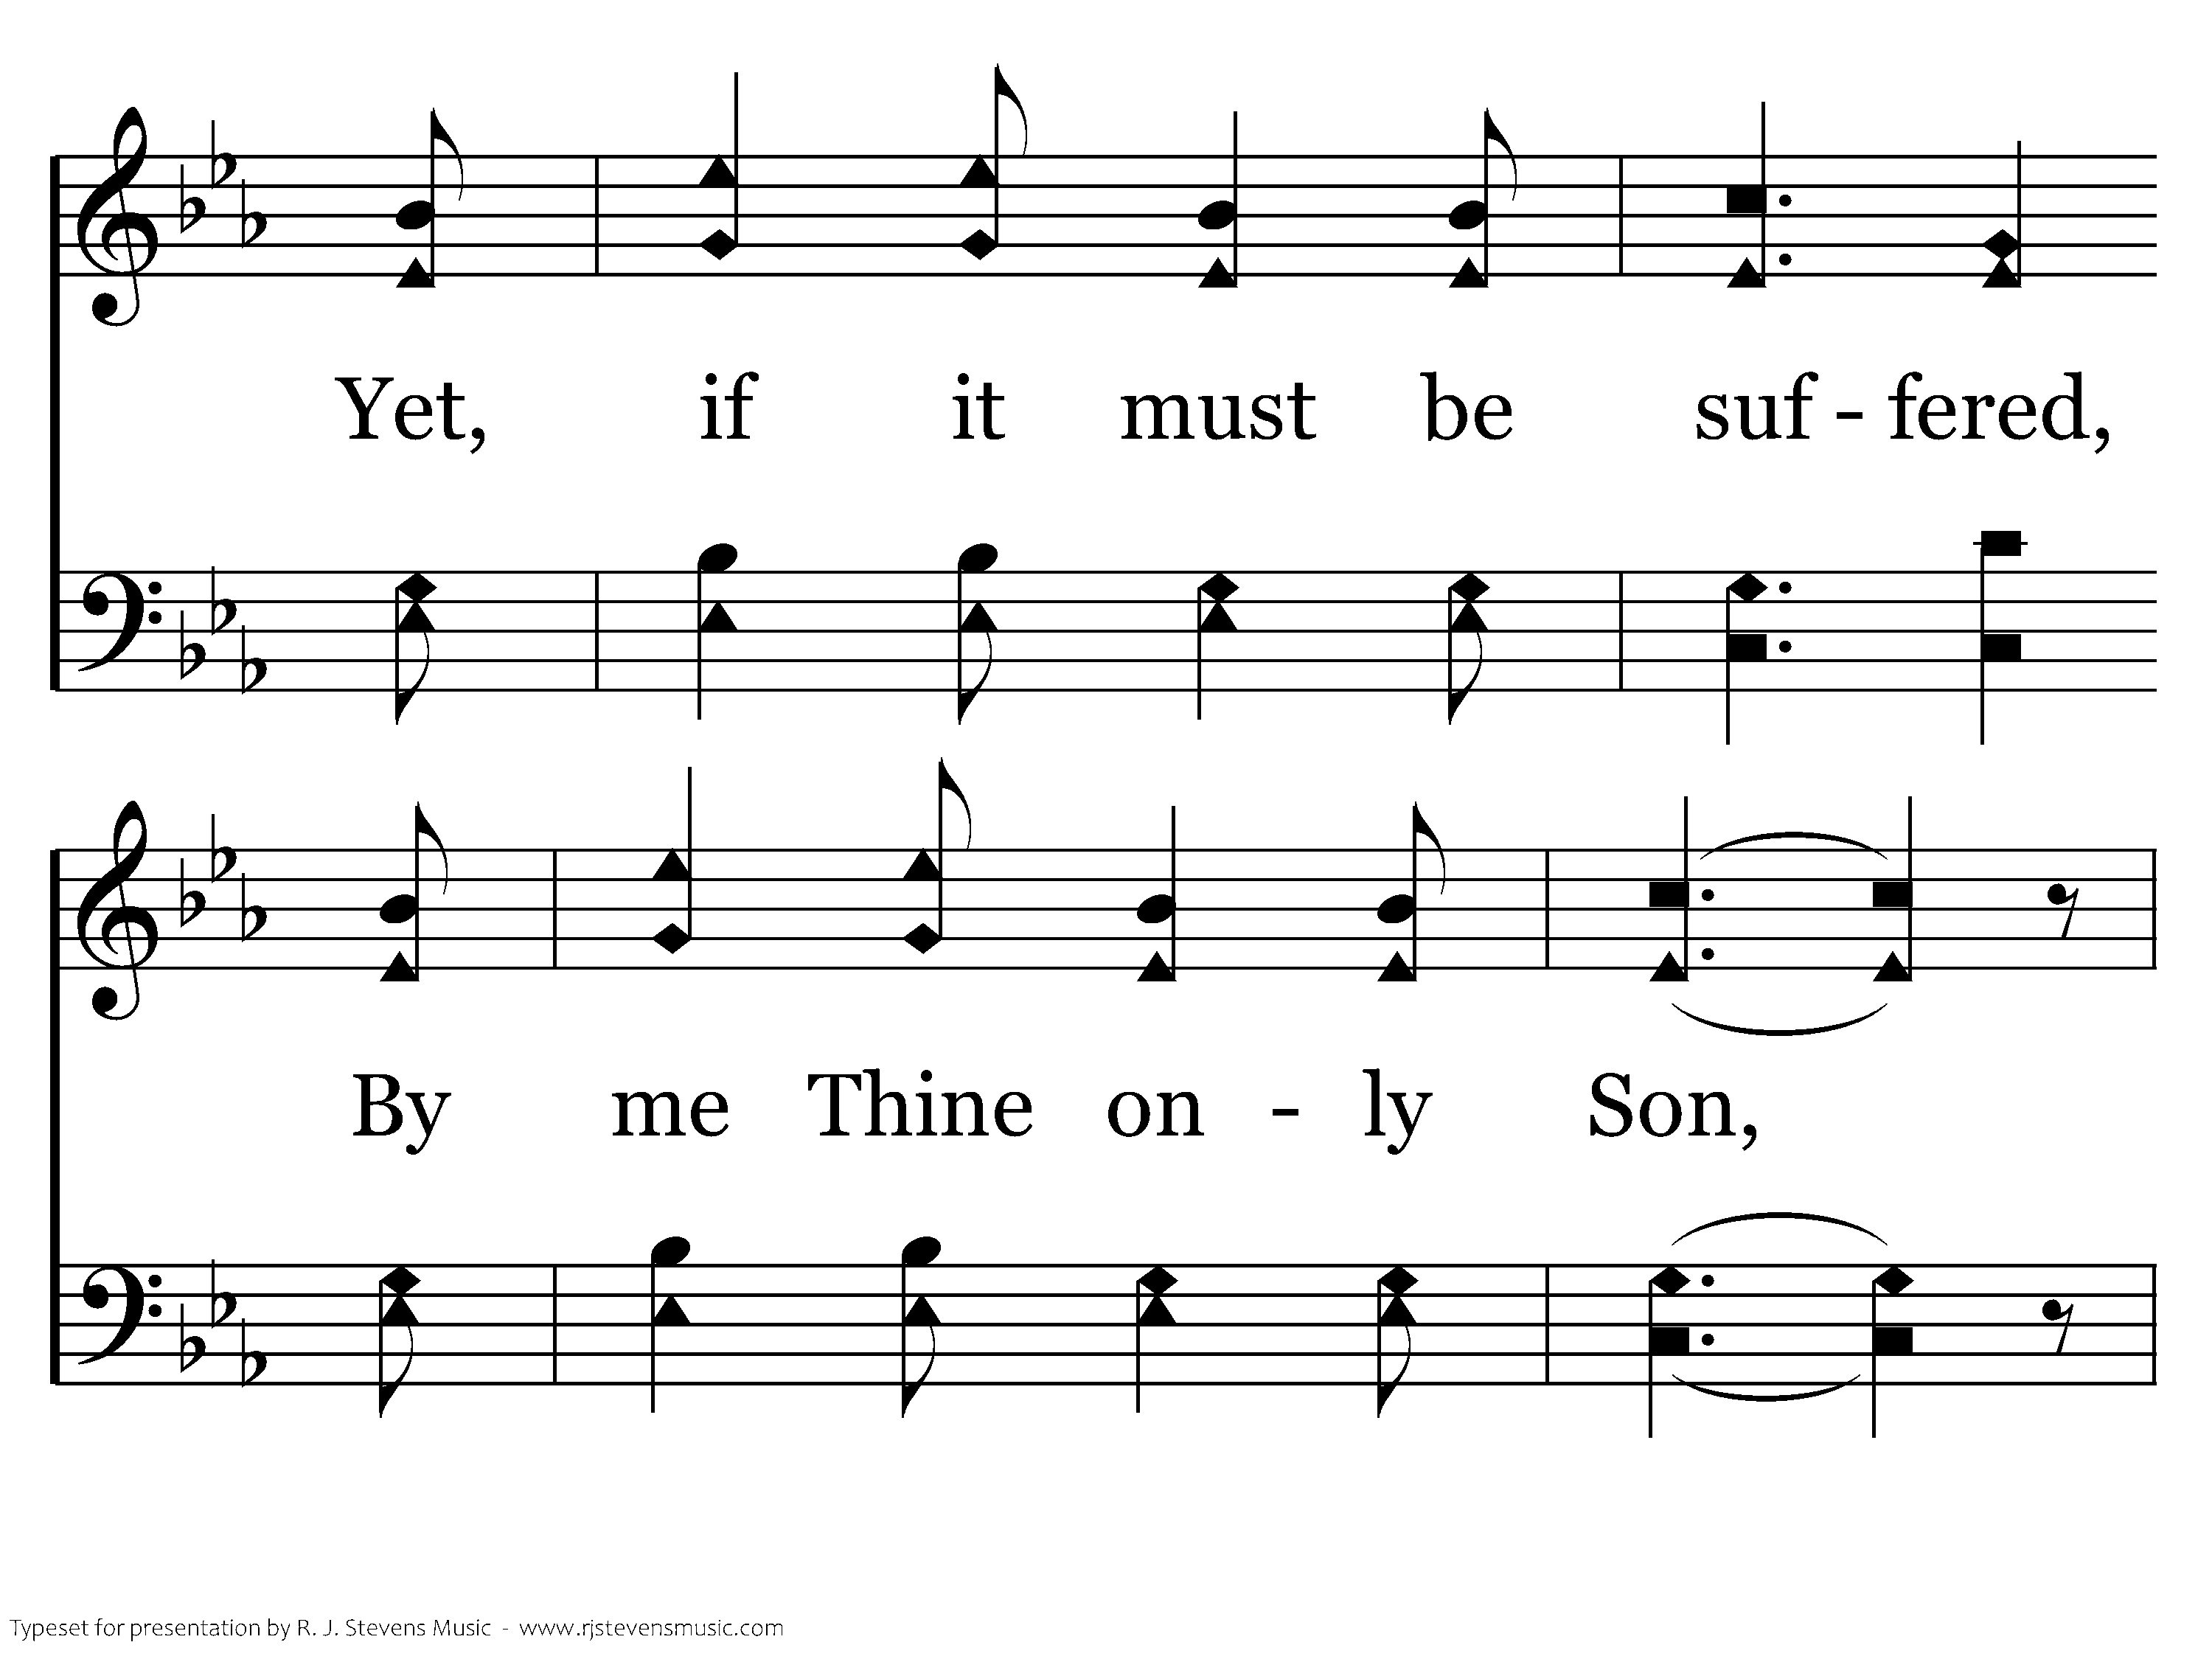 Yet, if it must be suf - fered,
By me Thine on - ly Son,
Typeset for presentation by R. J. Stevens Music - www.rjstevensmusic.com